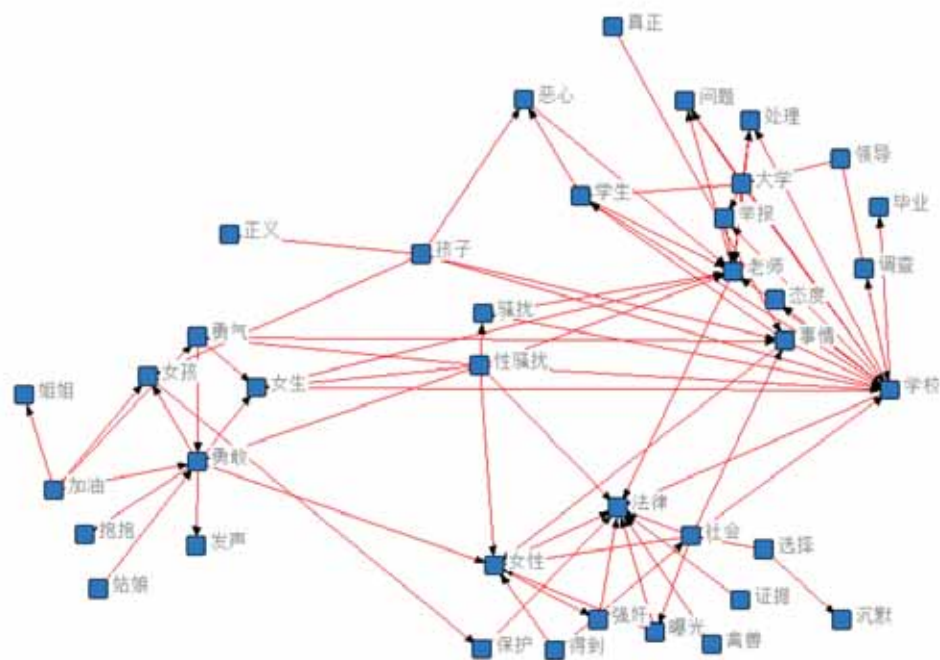 真正
恶心
问题
处理
领导
大学
学生
举报
毕业
正义
孩子
老师
调查
态度
骚扰
勇气
事情
性骚扰
女孩
女生
姐姐
学校
勇敢
加油
法律
抱抱
发声
社会
选择
女性
姑娘
证据
强奸
曝光
沉默
保护
得到
禽兽